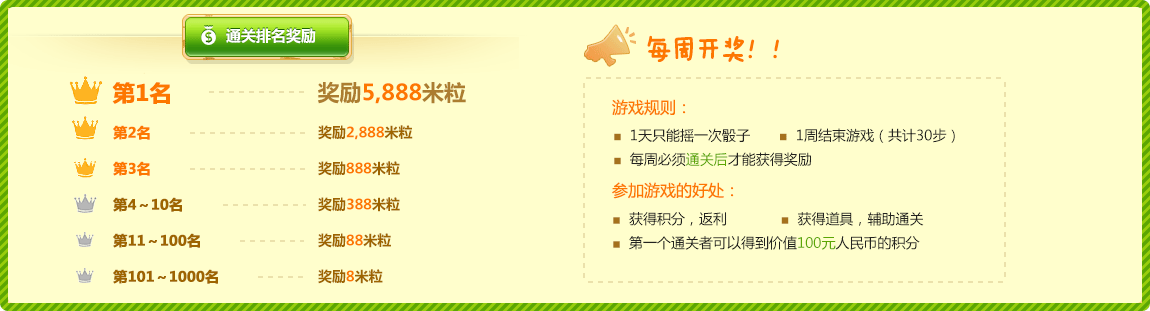 通关排名奖励
第1名 奖励5,888米粒
第2名 奖励2,888米粒
第3名 奖励888米粒
第4～10名 奖励388米粒
第11～100名 奖励88米粒
第101～1000名 奖励8米粒
每周开奖！！
游戏规则：
1天只能摇一次骰子 1周结束游戏（共计30步）
每周必须通关后才能获得奖励
参加游戏的好处：
获得积分，返利 获得道具，辅助通关
第一个通关者可以得到价值100元人民币的积分